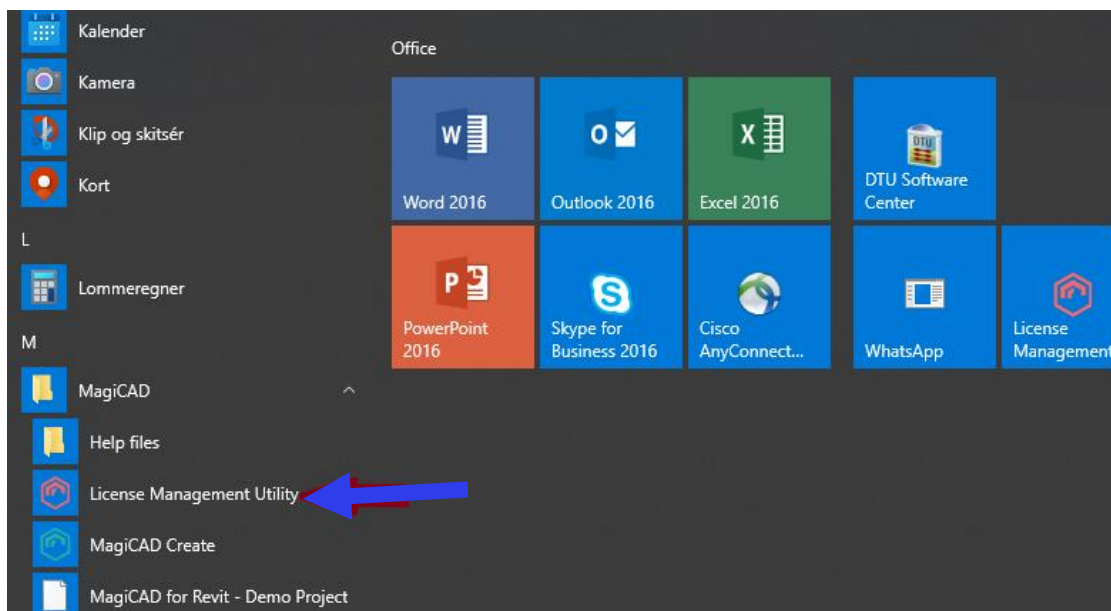 Kalender
Kamera
Klip og skitsér
Kort
L
Lommeregner
M
MagiCAD
Help files
License Management Utility
MagiCAD Create
MagiCAD for Revit - Demo Project
Office
W
Word 2016
O
Outlook 2016
X
Excel 2016
DTU
DTU Software
Center
P
PowerPoint
2016
S
Skype for
Business 2016
Cisco
AnyConnect...
WhatsApp
License
Management